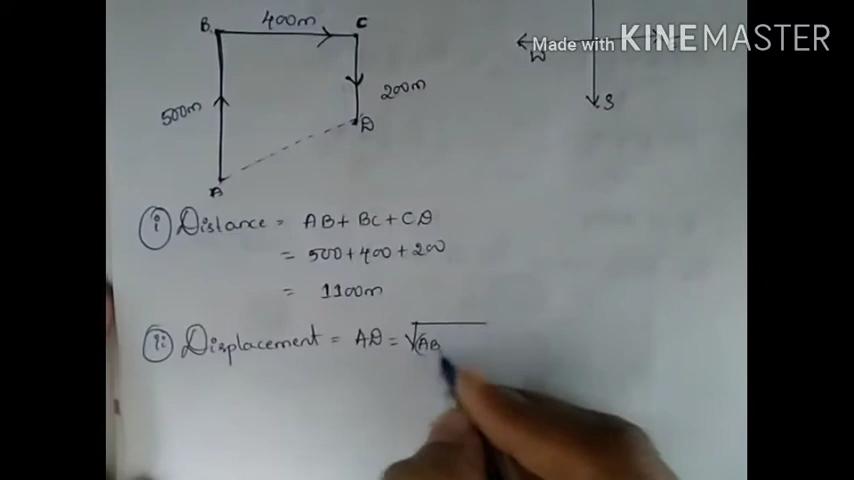 B 400m C
W
Made with KINEMASTER
500m
200m
D
S
A
i Distance = AB + BC + CD
= 500 + 400 + 200
= 1100m
ii Displacement = AD = √(AB